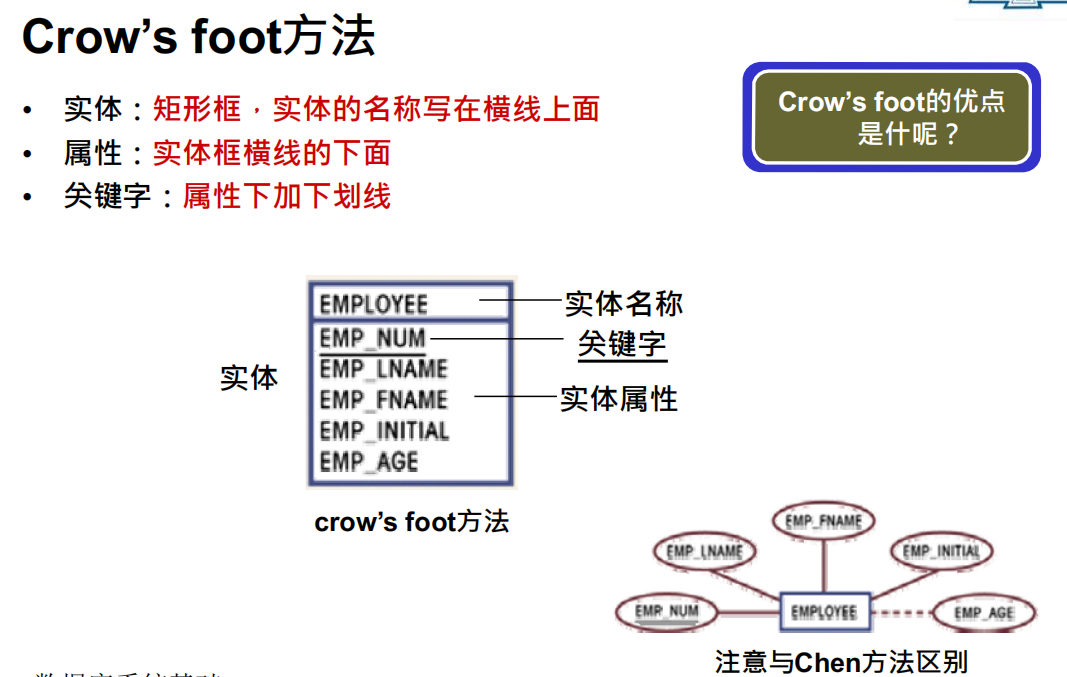 Crow’s foot方法
• 实体：矩形框，实体的名称写在横线上面
• 属性：实体框横线的下面
• 关键字：属性下加下划线
Crow’s foot的优点
是什呢？
EMPLOYEE
实体名称
EMP_NUM
关键字
EMP_LNAME
实体
EMP_FNAME
实体属性
EMP_INITIAL
EMP_AGE
crow’s foot方法
EMP_FNAME
EMP_LNAME
EMP_INITIAL
EMP_NUM
EMPLOYEE
EMP_AGE
注意与Chen方法区别